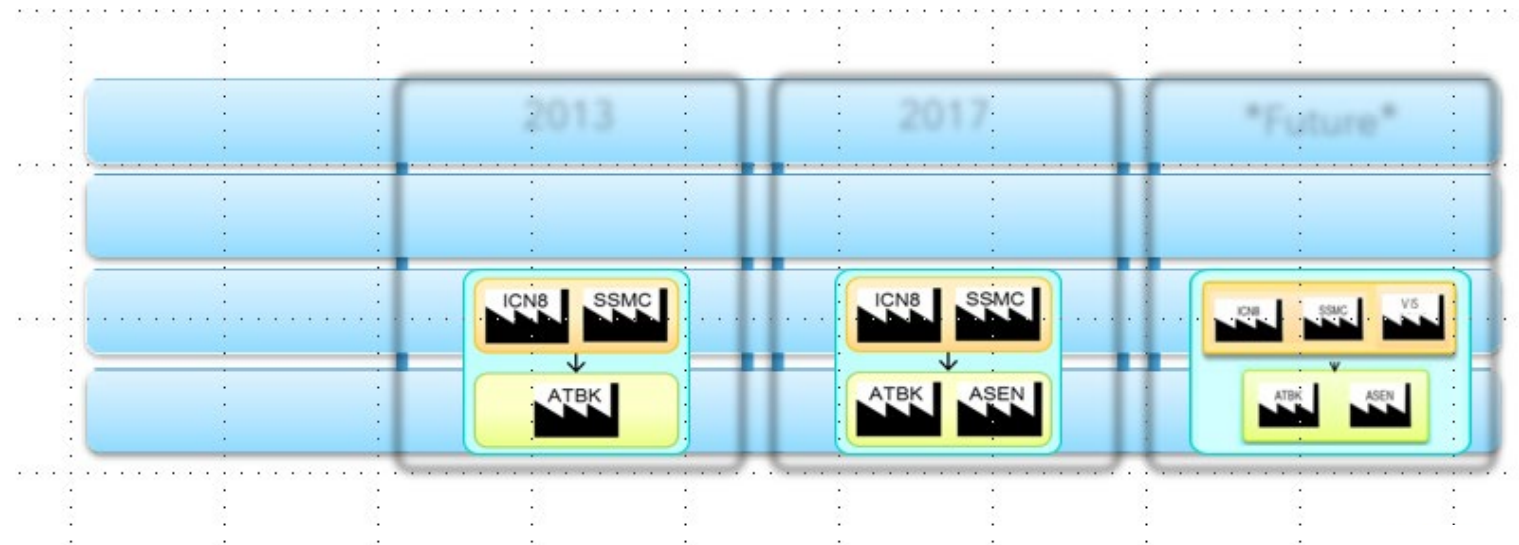 2013 2017 *Future*
ICN8 SSMC ICN8 SSMC ICN8 SSMC VIS
ATBK ATBK ASEN ATBK ASEN